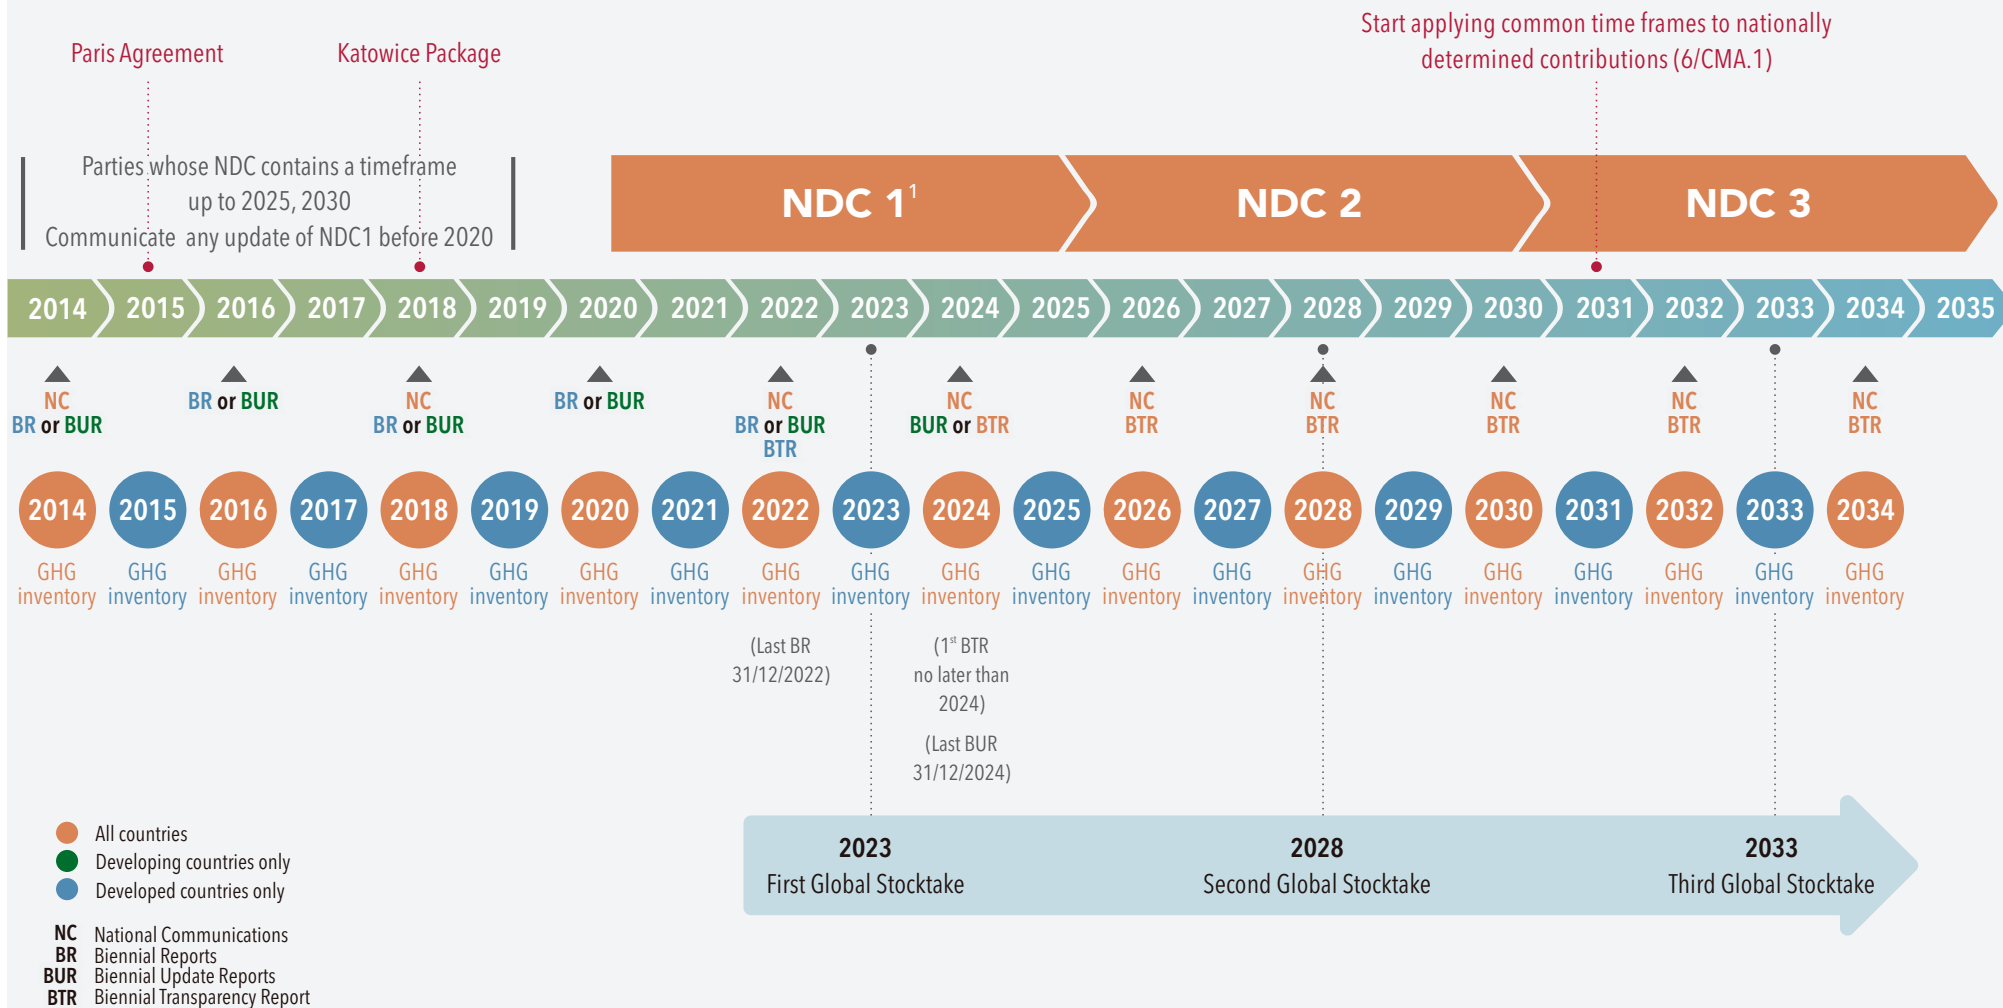 Paris Agreement
Katowice Package
Start applying common time frames to nationally
determined contributions (6/CMA.1)
Parties whose NDC contains a timeframe
up to 2025, 2030
Communicate any update of NDC1 before 2020
NDC 1¹
NDC 2
NDC 3
2014 2015 2016 2017 2018 2019 2020 2021 2022 2023 2024 2025 2026 2027 2028 2029 2030 2031 2032 2033 2034 2035
NC
BR or BUR
BR or BUR
NC
BR or BUR
BR or BUR
NC
BR or BUR
BTR
NC
BUR or BTR
NC
BTR
NC
BTR
NC
BTR
NC
BTR
NC
BTR
2014 2015 2016 2017 2018 2019 2020 2021 2022 2023 2024 2025 2026 2027 2028 2029 2030 2031 2032 2033 2034
GHG GHG GHG GHG GHG GHG GHG GHG GHG GHG GHG GHG GHG GHG GHG GHG GHG GHG GHG GHG GHG
inventory inventory inventory inventory inventory inventory inventory inventory inventory inventory inventory inventory inventory inventory inventory inventory inventory inventory inventory inventory inventory
(Last BR
31/12/2022)
(1st BTR
no later than
2024)
(Last BUR
31/12/2024)
2023
First Global Stocktake
2028
Second Global Stocktake
2033
Third Global Stocktake
All countries
Developing countries only
Developed countries only
NC National Communications
BR Biennial Reports
BUR Biennial Update Reports
BTR Biennial Transparency Report